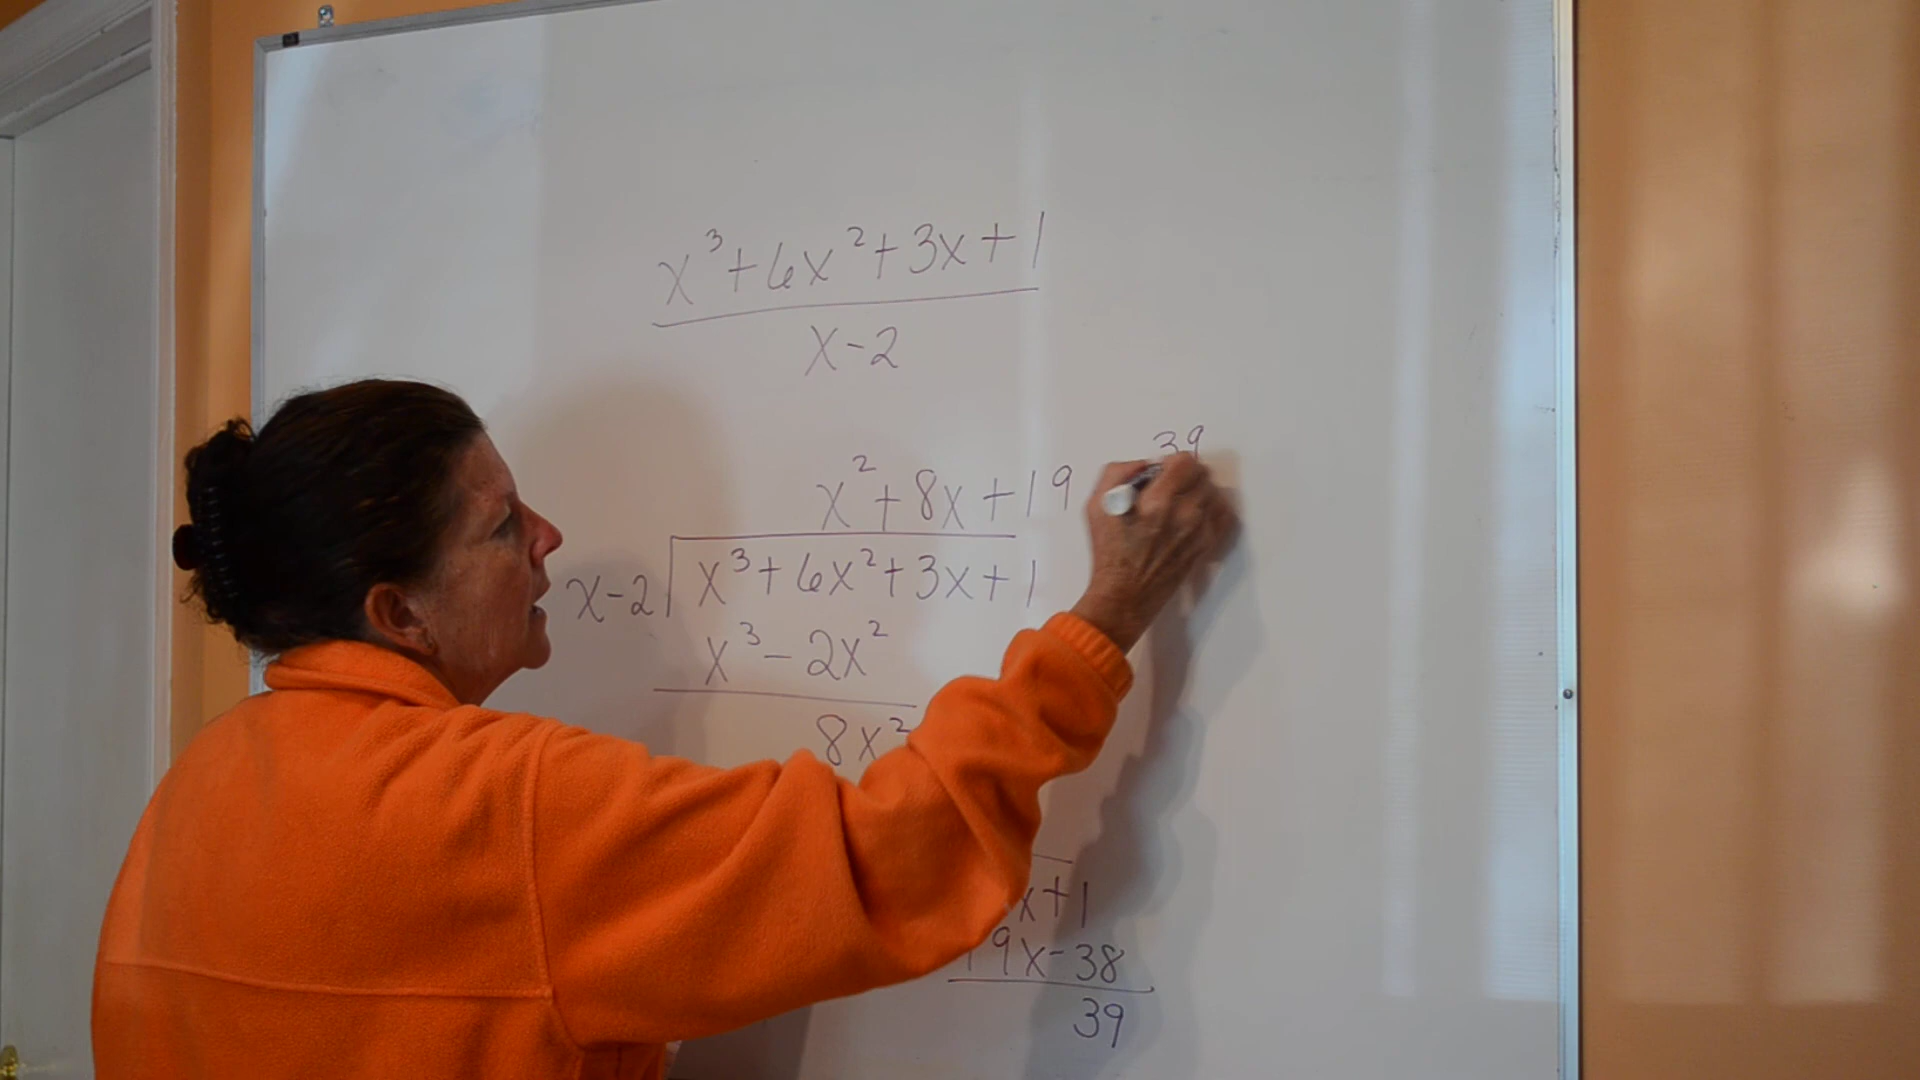 x³+6x²+3x+1
x-2
39
x²+8x+19
x-2 x³+6x²+3x+1
x³-2x²
8x²
x+1
19x-38
39